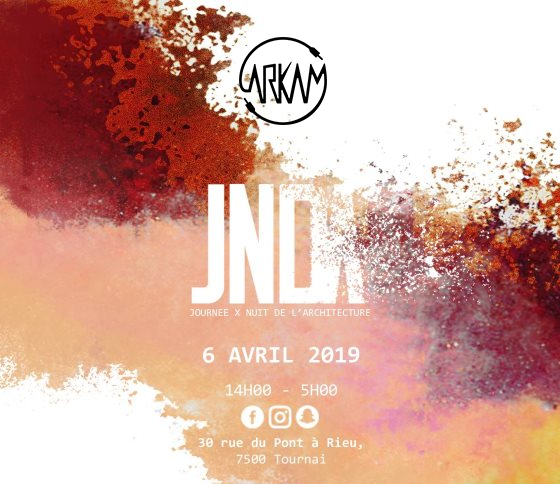 ARKAM
JNDA
JOURNEE X NUIT DE L'ARCHITECTURE
6 AVRIL 2019
14H00 - 5H00
30 rue du Pont à Rieu,
7500 Tournai